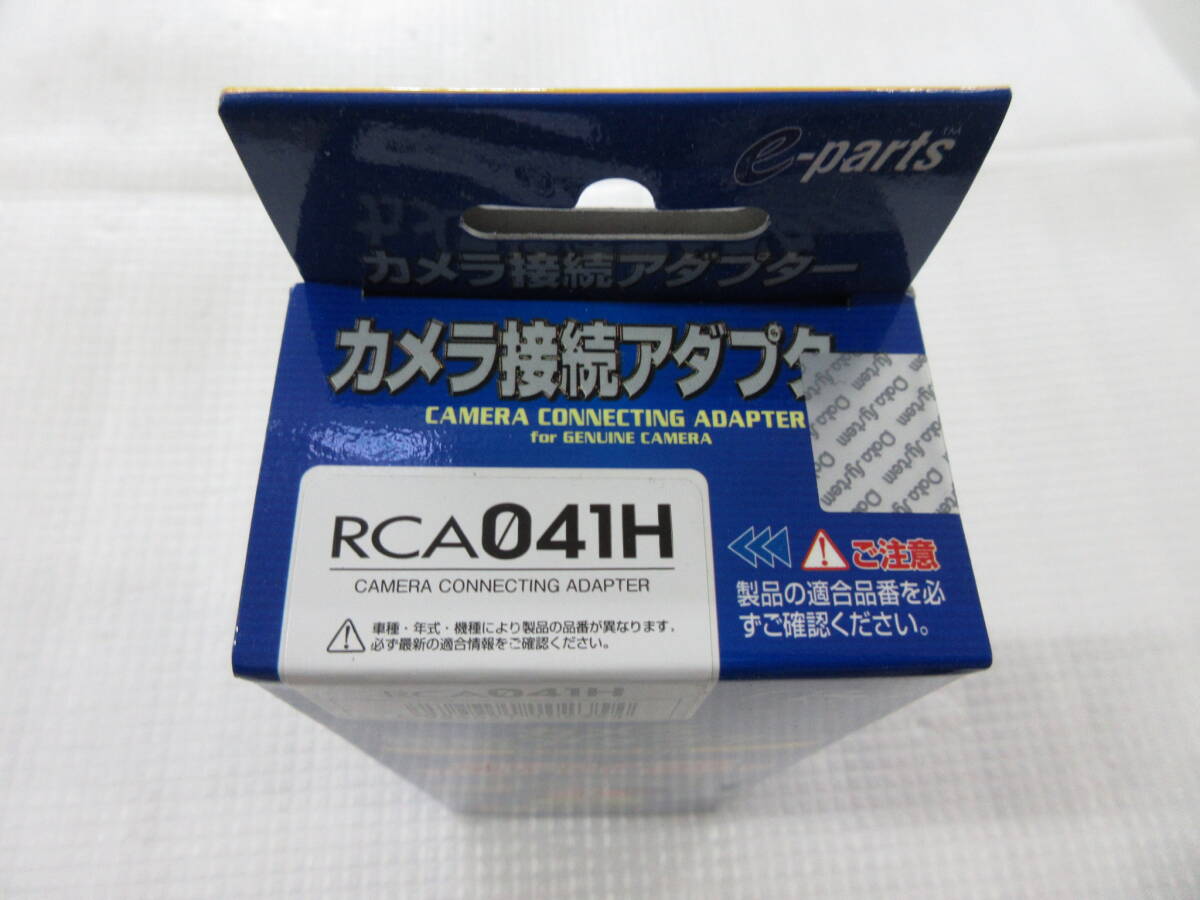 e-parts™
カメラ接続アダプター
カメラ接続アダプタ
CAMERA CONNECTING ADAPTER
for GENUINE CAMERA
Data System
RCA041H
CAMERA CONNECTING ADAPTER
車種・年式・機種により製品の品番が異なります。
必ず最新の適合情報をご確認ください。
ご注意
製品の適合品番を必
ずご確認ください。
RCA041H